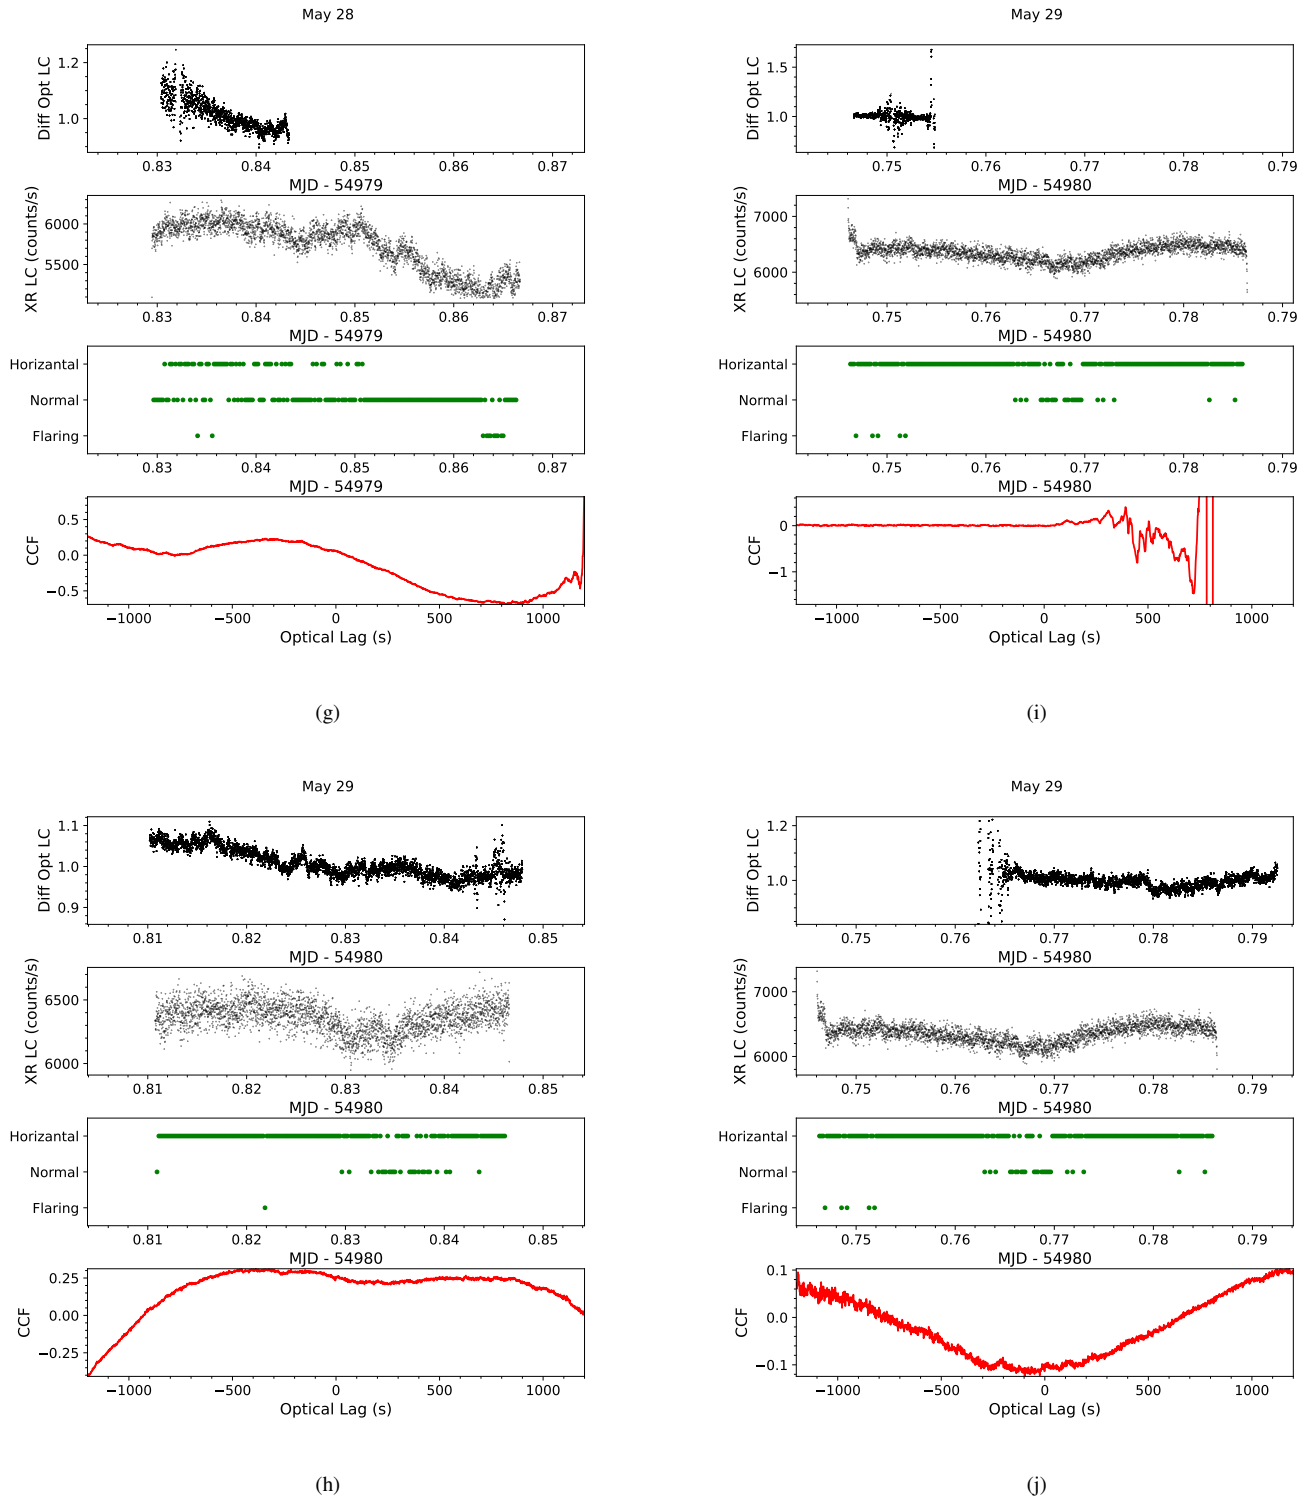 May 28
Diff Opt LC
1.2
1.0
0.83 0.84 0.85 0.86 0.87
MJD - 54979
XR LC (counts/s)
6000
5500
0.83 0.84 0.85 0.86 0.87
MJD - 54979
Horizantal
Normal
Flaring
0.83 0.84 0.85 0.86 0.87
MJD - 54979
CCF
0.5
0.0
−0.5
−1000 −500 0 500 1000
Optical Lag (s)
(g)
May 29
Diff Opt LC
1.5
1.0
0.75 0.76 0.77 0.78 0.79
MJD - 54980
XR LC (counts/s)
7000
6000
0.75 0.76 0.77 0.78 0.79
MJD - 54980
Horizantal
Normal
Flaring
0.75 0.76 0.77 0.78 0.79
MJD - 54980
CCF
0
−1
−1000 −500 0 500 1000
Optical Lag (s)
(i)
May 29
Diff Opt LC
1.1
1.0
0.9
0.81 0.82 0.83 0.84 0.85
MJD - 54980
XR LC (counts/s)
6500
6000
0.81 0.82 0.83 0.84 0.85
MJD - 54980
Horizantal
Normal
Flaring
0.81 0.82 0.83 0.84 0.85
MJD - 54980
CCF
0.25
0.00
−0.25
−1000 −500 0 500 1000
Optical Lag (s)
(h)
May 29
Diff Opt LC
1.2
1.0
0.75 0.76 0.77 0.78 0.79
MJD - 54980
XR LC (counts/s)
7000
6000
0.75 0.76 0.77 0.78 0.79
MJD - 54980
Horizantal
Normal
Flaring
0.75 0.76 0.77 0.78 0.79
MJD - 54980
CCF
0.1
0.0
−0.1
−1000 −500 0 500 1000
Optical Lag (s)
(j)